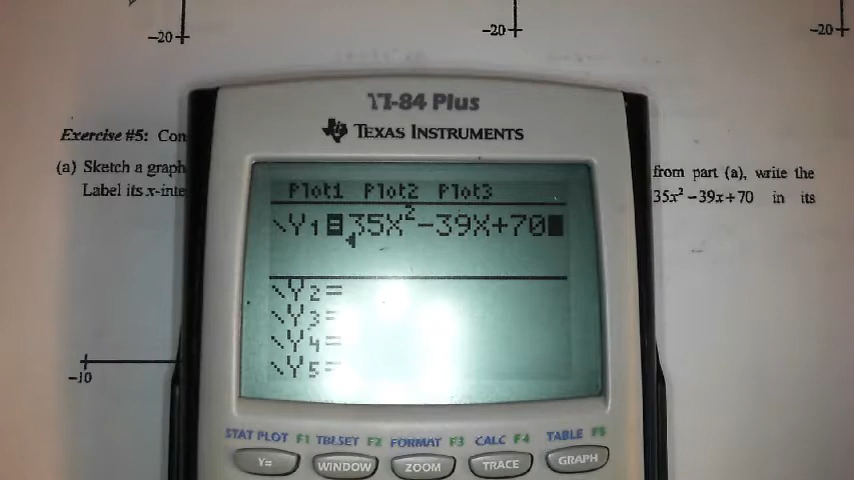 -20 -20 -20
TI-84 Plus
TEXAS INSTRUMENTS
Exercise #5: Con
(a) Sketch a graph
Label its x-inte
from part (a), write the
35x² – 39x + 70 in its
Plot1 Plot2 Plot3
\Y₁=35X²-39X+70
\Y₂=
\Y₃=
\Y₄=
\Y₅=
-10
STAT PLOT F1 TBLSET F2 FORMAT F3 CALC F4 TABLE F5
Y= WINDOW ZOOM TRACE GRAPH